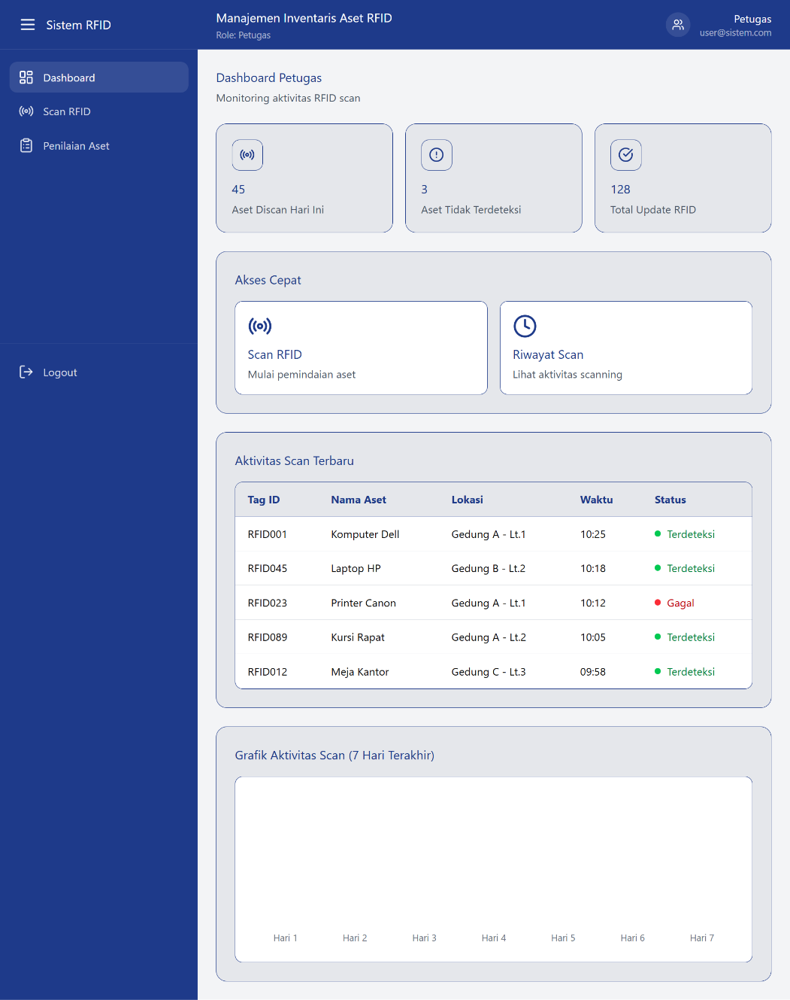 Sistem RFID
Manajemen Inventaris Aset RFID
Role: Petugas
Petugas
user@sistem.com
Dashboard
Scan RFID
Penilaian Aset
Logout
Dashboard Petugas
Monitoring aktivitas RFID scan
45
Aset Discan Hari Ini
3
Aset Tidak Terdeteksi
128
Total Update RFID
Akses Cepat
Scan RFID
Mulai pemindaian aset
Riwayat Scan
Lihat aktivitas scanning
Aktivitas Scan Terbaru
Tag ID Nama Aset Lokasi Waktu Status
RFID001 Komputer Dell Gedung A - Lt.1 10:25 Terdeteksi
RFID045 Laptop HP Gedung B - Lt.2 10:18 Terdeteksi
RFID023 Printer Canon Gedung A - Lt.1 10:12 Gagal
RFID089 Kursi Rapat Gedung A - Lt.2 10:05 Terdeteksi
RFID012 Meja Kantor Gedung C - Lt.3 09:58 Terdeteksi
Grafik Aktivitas Scan (7 Hari Terakhir)
Hari 1 Hari 2 Hari 3 Hari 4 Hari 5 Hari 6 Hari 7